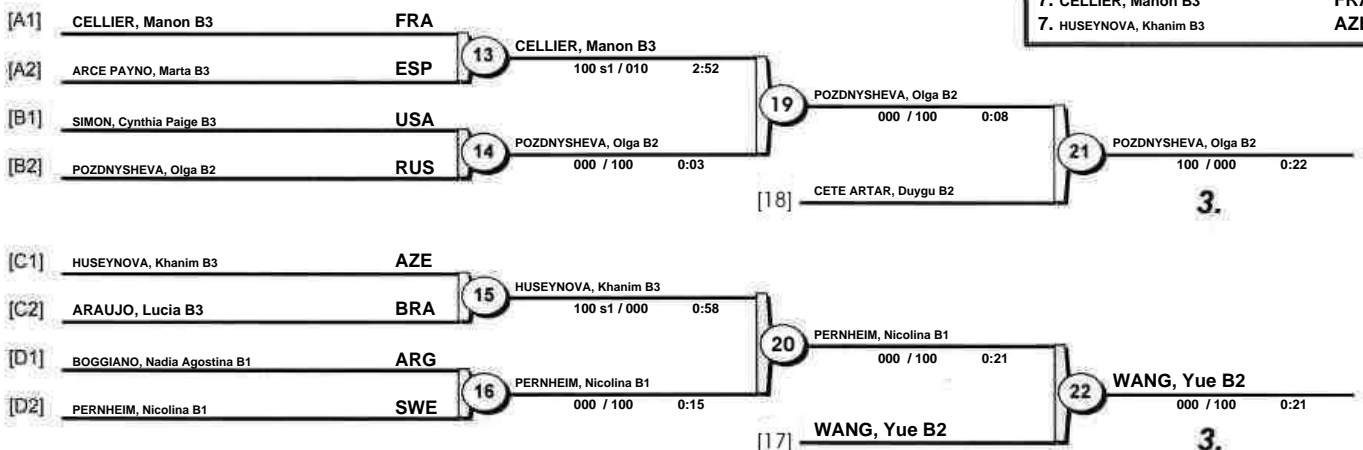 7. CELLIER, Manon B3 FRA
7. HUSEYNOVA, Khanim B3 AZE
[A1] CELLIER, Manon B3 FRA
13 CELLIER, Manon B3
100 s1 / 010 2:52
[A2] ARCE PAYNO, Marta B3 ESP
19 POZDNYSHEVA, Olga B2
000 / 100 0:08
[B1] SIMON, Cynthia Paige B3 USA
14 POZDNYSHEVA, Olga B2
000 / 100 0:03
[B2] POZDNYSHEVA, Olga B2 RUS
21 POZDNYSHEVA, Olga B2
100 / 000 0:22
[18] CETE ARTAR, Duygu B2
3.
[C1] HUSEYNOVA, Khanim B3 AZE
15 HUSEYNOVA, Khanim B3
100 s1 / 000 0:58
[C2] ARAUJO, Lucia B3 BRA
20 PERNHEIM, Nicolina B1
000 / 100 0:21
[D1] BOGGIANO, Nadia Agostina B1 ARG
16 PERNHEIM, Nicolina B1
000 / 100 0:15
[D2] PERNHEIM, Nicolina B1 SWE
22 WANG, Yue B2
000 / 100 0:21
[17] WANG, Yue B2
3.